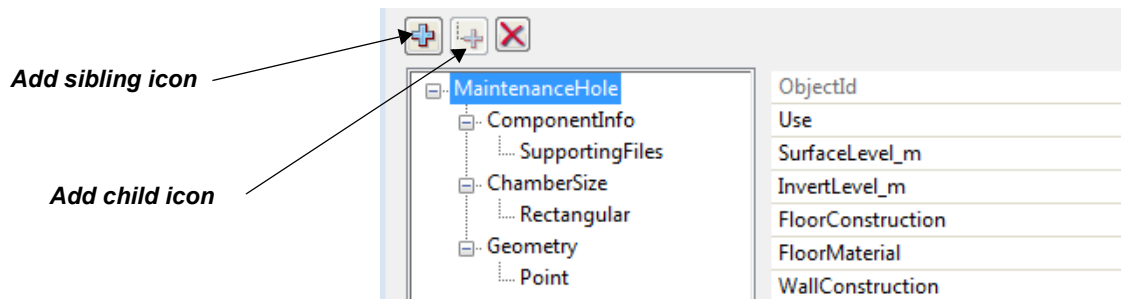 Add sibling icon
Add child icon
MaintenanceHole
ComponentInfo
SupportingFiles
ChamberSize
Rectangular
Geometry
Point
ObjectId
Use
SurfaceLevel_m
InvertLevel_m
FloorConstruction
FloorMaterial
WallConstruction